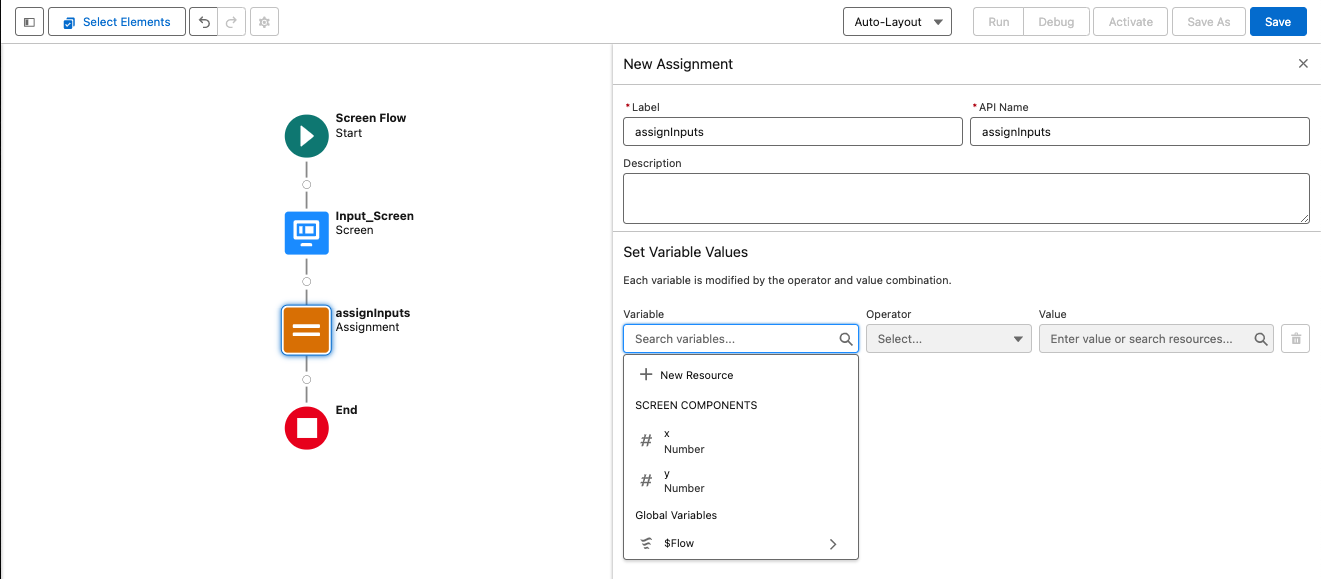 Select Elements
Auto-Layout
Run
Debug
Activate
Save As
Save
Screen Flow
Start
Input_Screen
Screen
assignInputs
Assignment
End
New Assignment
*Label
assignInputs
*API Name
assignInputs
Description
Set Variable Values
Each variable is modified by the operator and value combination.
Variable
Search variables...
Operator
Select...
Value
Enter value or search resources...
New Resource
SCREEN COMPONENTS
x
Number
y
Number
Global Variables
$Flow